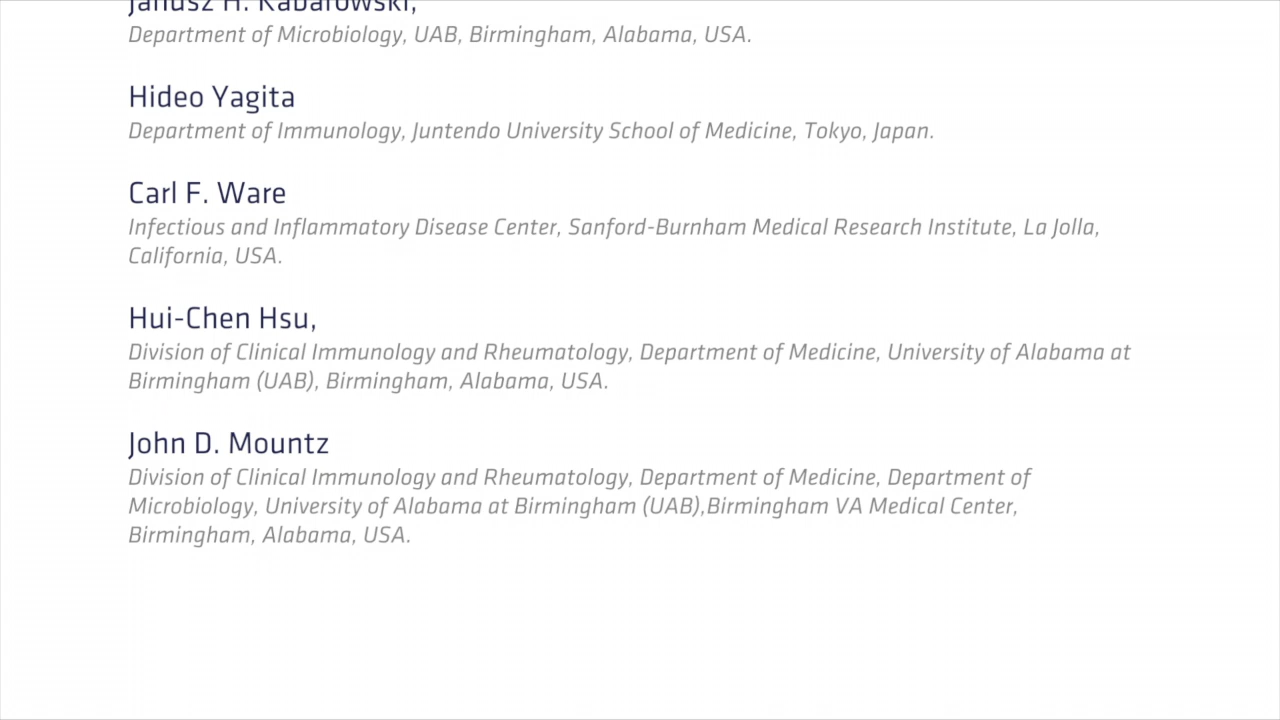 Janusz H. Kabarowski,
Department of Microbiology, UAB, Birmingham, Alabama, USA.
Hideo Yagita
Department of Immunology, Juntendo University School of Medicine, Tokyo, Japan.
Carl F. Ware
Infectious and Inflammatory Disease Center, Sanford-Burnham Medical Research Institute, La Jolla,
California, USA.
Hui-Chen Hsu,
Division of Clinical Immunology and Rheumatology, Department of Medicine, University of Alabama at
Birmingham (UAB), Birmingham, Alabama, USA.
John D. Mountz
Division of Clinical Immunology and Rheumatology, Department of Medicine, Department of
Microbiology, University of Alabama at Birmingham (UAB),Birmingham VA Medical Center,
Birmingham, Alabama, USA.